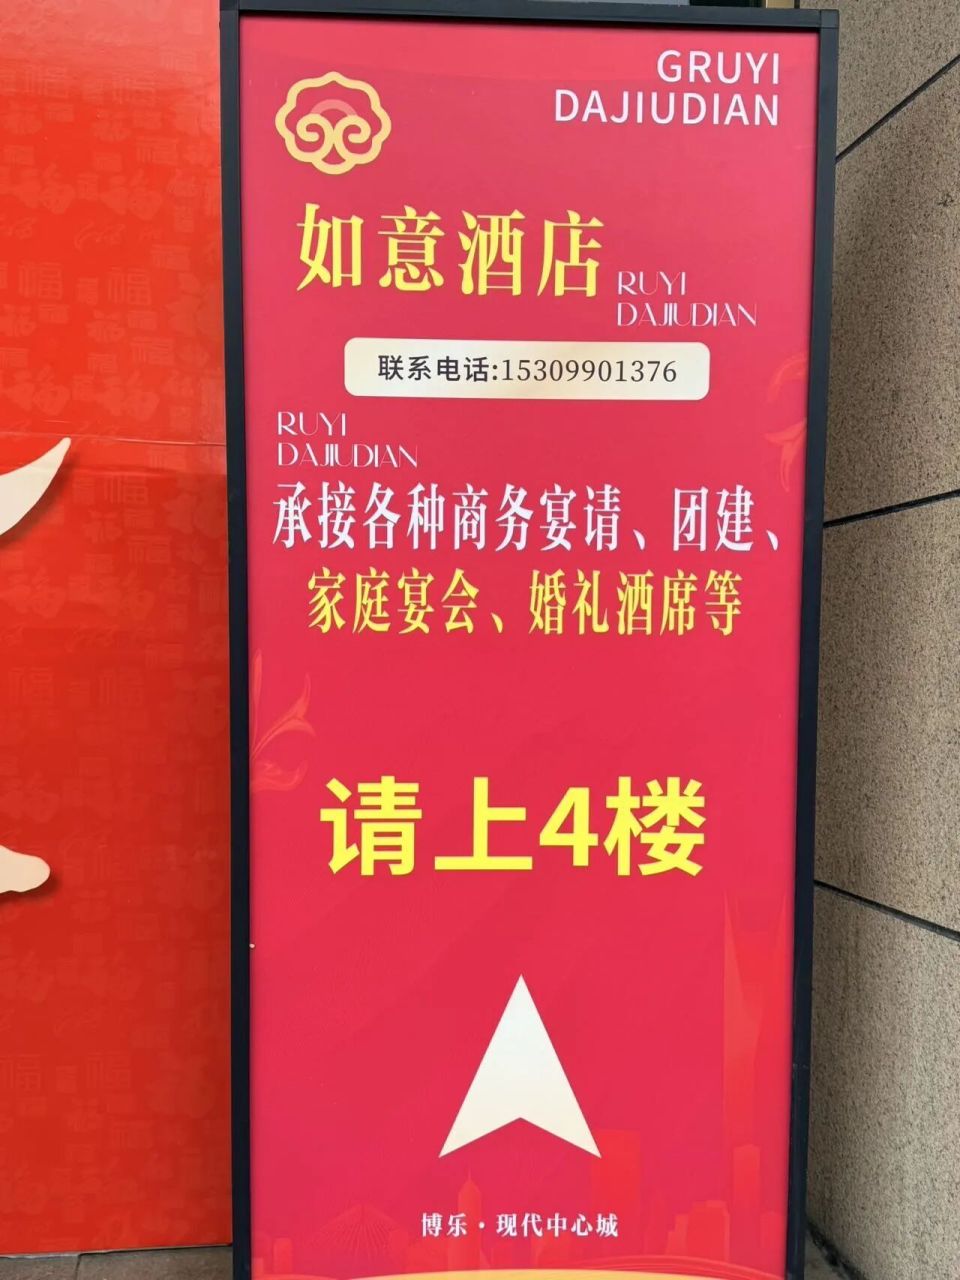 GRUYI
DAJIUDIAN
如意酒店
RUYI
DAJIUDIAN
联系电话:15309901376
RUYI
DAJIUDIAN
承接各种商务宴请、团建、
家庭宴会、婚礼酒席等
请上4楼
博乐·现代中心城